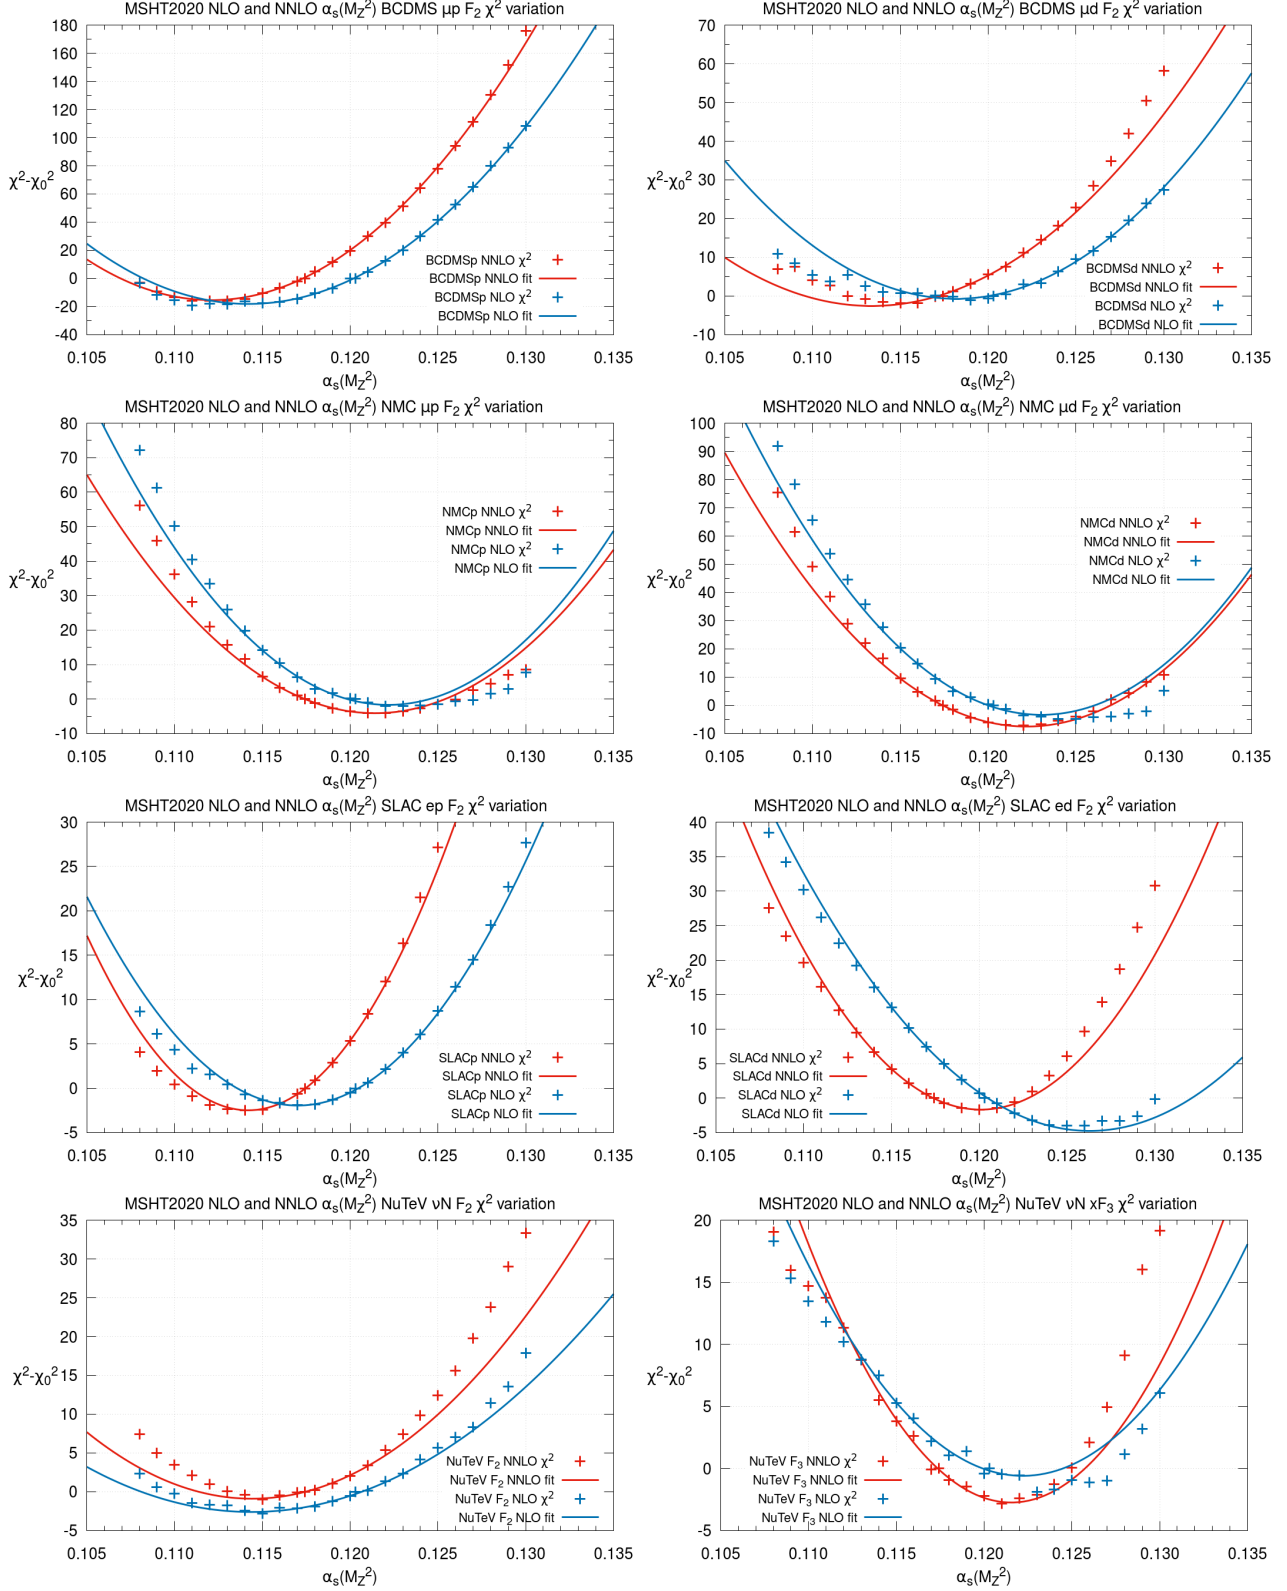 MSHT2020 NLO and NNLO αs(MZ²) BCDMS μp F₂ χ² variation
180
160
140
120
100
80
60
40
20
0
-20
-40
χ²-χ₀²
BCDMSp NNLO χ²
BCDMSp NNLO fit
BCDMSp NLO χ²
BCDMSp NLO fit
0.105 0.110 0.115 0.120 0.125 0.130 0.135
αs(MZ²)
MSHT2020 NLO and NNLO αs(MZ²) BCDMS μd F₂ χ² variation
70
60
50
40
30
20
10
0
-10
χ²-χ₀²
BCDMSd NNLO χ²
BCDMSd NNLO fit
BCDMSd NLO χ²
BCDMSd NLO fit
0.105 0.110 0.115 0.120 0.125 0.130 0.135
αs(MZ²)
MSHT2020 NLO and NNLO αs(MZ²) NMC μp F₂ χ² variation
80
70
60
50
40
30
20
10
0
-10
χ²-χ₀²
NMCp NNLO χ²
NMCp NNLO fit
NMCp NLO χ²
NMCp NLO fit
0.105 0.110 0.115 0.120 0.125 0.130 0.135
αs(MZ²)
MSHT2020 NLO and NNLO αs(MZ²) NMC μd F₂ χ² variation
100
90
80
70
60
50
40
30
20
10
0
-10
χ²-χ₀²
NMCd NNLO χ²
NMCd NNLO fit
NMCd NLO χ²
NMCd NLO fit
0.105 0.110 0.115 0.120 0.125 0.130 0.135
αs(MZ²)
MSHT2020 NLO and NNLO αs(MZ²) SLAC ep F₂ χ² variation
30
25
20
15
10
5
0
-5
χ²-χ₀²
SLACp NNLO χ²
SLACp NNLO fit
SLACp NLO χ²
SLACp NLO fit
0.105 0.110 0.115 0.120 0.125 0.130 0.135
αs(MZ²)
MSHT2020 NLO and NNLO αs(MZ²) SLAC ed F₂ χ² variation
40
35
30
25
20
15
10
5
0
-5
χ²-χ₀²
SLACd NNLO χ²
SLACd NNLO fit
SLACd NLO χ²
SLACd NLO fit
0.105 0.110 0.115 0.120 0.125 0.130 0.135
αs(MZ²)
MSHT2020 NLO and NNLO αs(MZ²) NuTeV νN F₂ χ² variation
35
30
25
20
15
10
5
0
-5
χ²-χ₀²
NuTeV F₂ NNLO χ²
NuTeV F₂ NNLO fit
NuTeV F₂ NLO χ²
NuTeV F₂ NLO fit
0.105 0.110 0.115 0.120 0.125 0.130 0.135
αs(MZ²)
MSHT2020 NLO and NNLO αs(MZ²) NuTeV νN xF₃ χ² variation
20
15
10
5
0
-5
χ²-χ₀²
NuTeV F₃ NNLO χ²
NuTeV F₃ NNLO fit
NuTeV F₃ NLO χ²
NuTeV F₃ NLO fit
0.105 0.110 0.115 0.120 0.125 0.130 0.135
αs(MZ²)